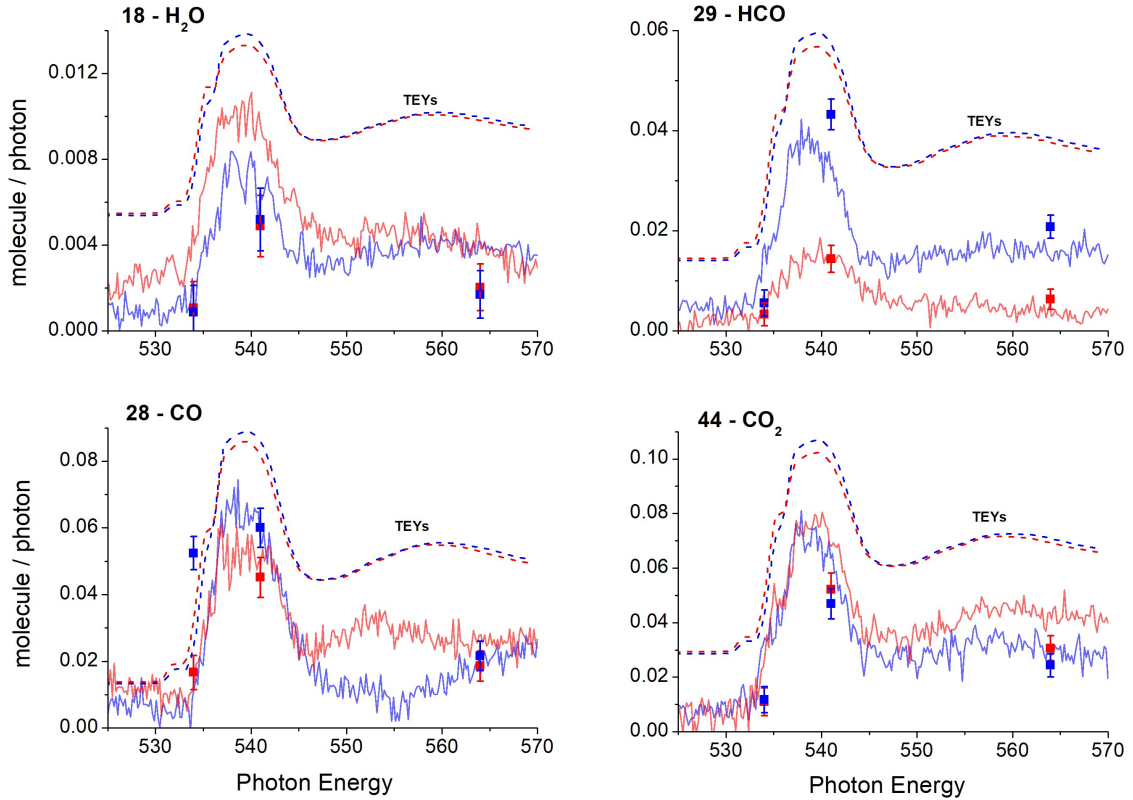 18 - H₂O
0.012
0.008
0.004
0.000
molecule / photon
TEYs
530 540 550 560 570
29 - HCO
0.06
0.04
0.02
0.00
TEYs
530 540 550 560 570
28 - CO
0.08
0.06
0.04
0.02
0.00
molecule / photon
TEYs
530 540 550 560 570
Photon Energy
44 - CO₂
0.10
0.08
0.06
0.04
0.02
0.00
TEYs
530 540 550 560 570
Photon Energy